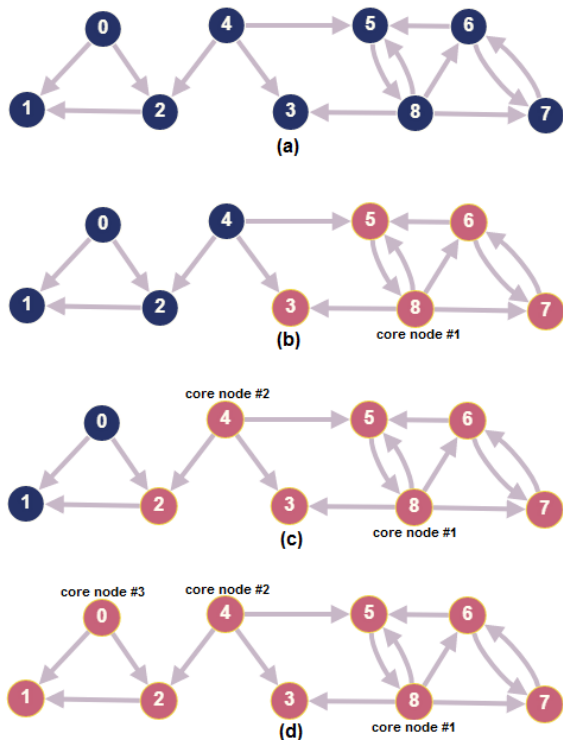 0 4 5 6
1 2 3 8 7
(a)
0 4 5 6
1 2 3 8 7
core node #1
(b)
core node #2
0 4 5 6
1 2 3 8 7
core node #1
(c)
core node #3 core node #2
0 4 5 6
1 2 3 8 7
core node #1
(d)